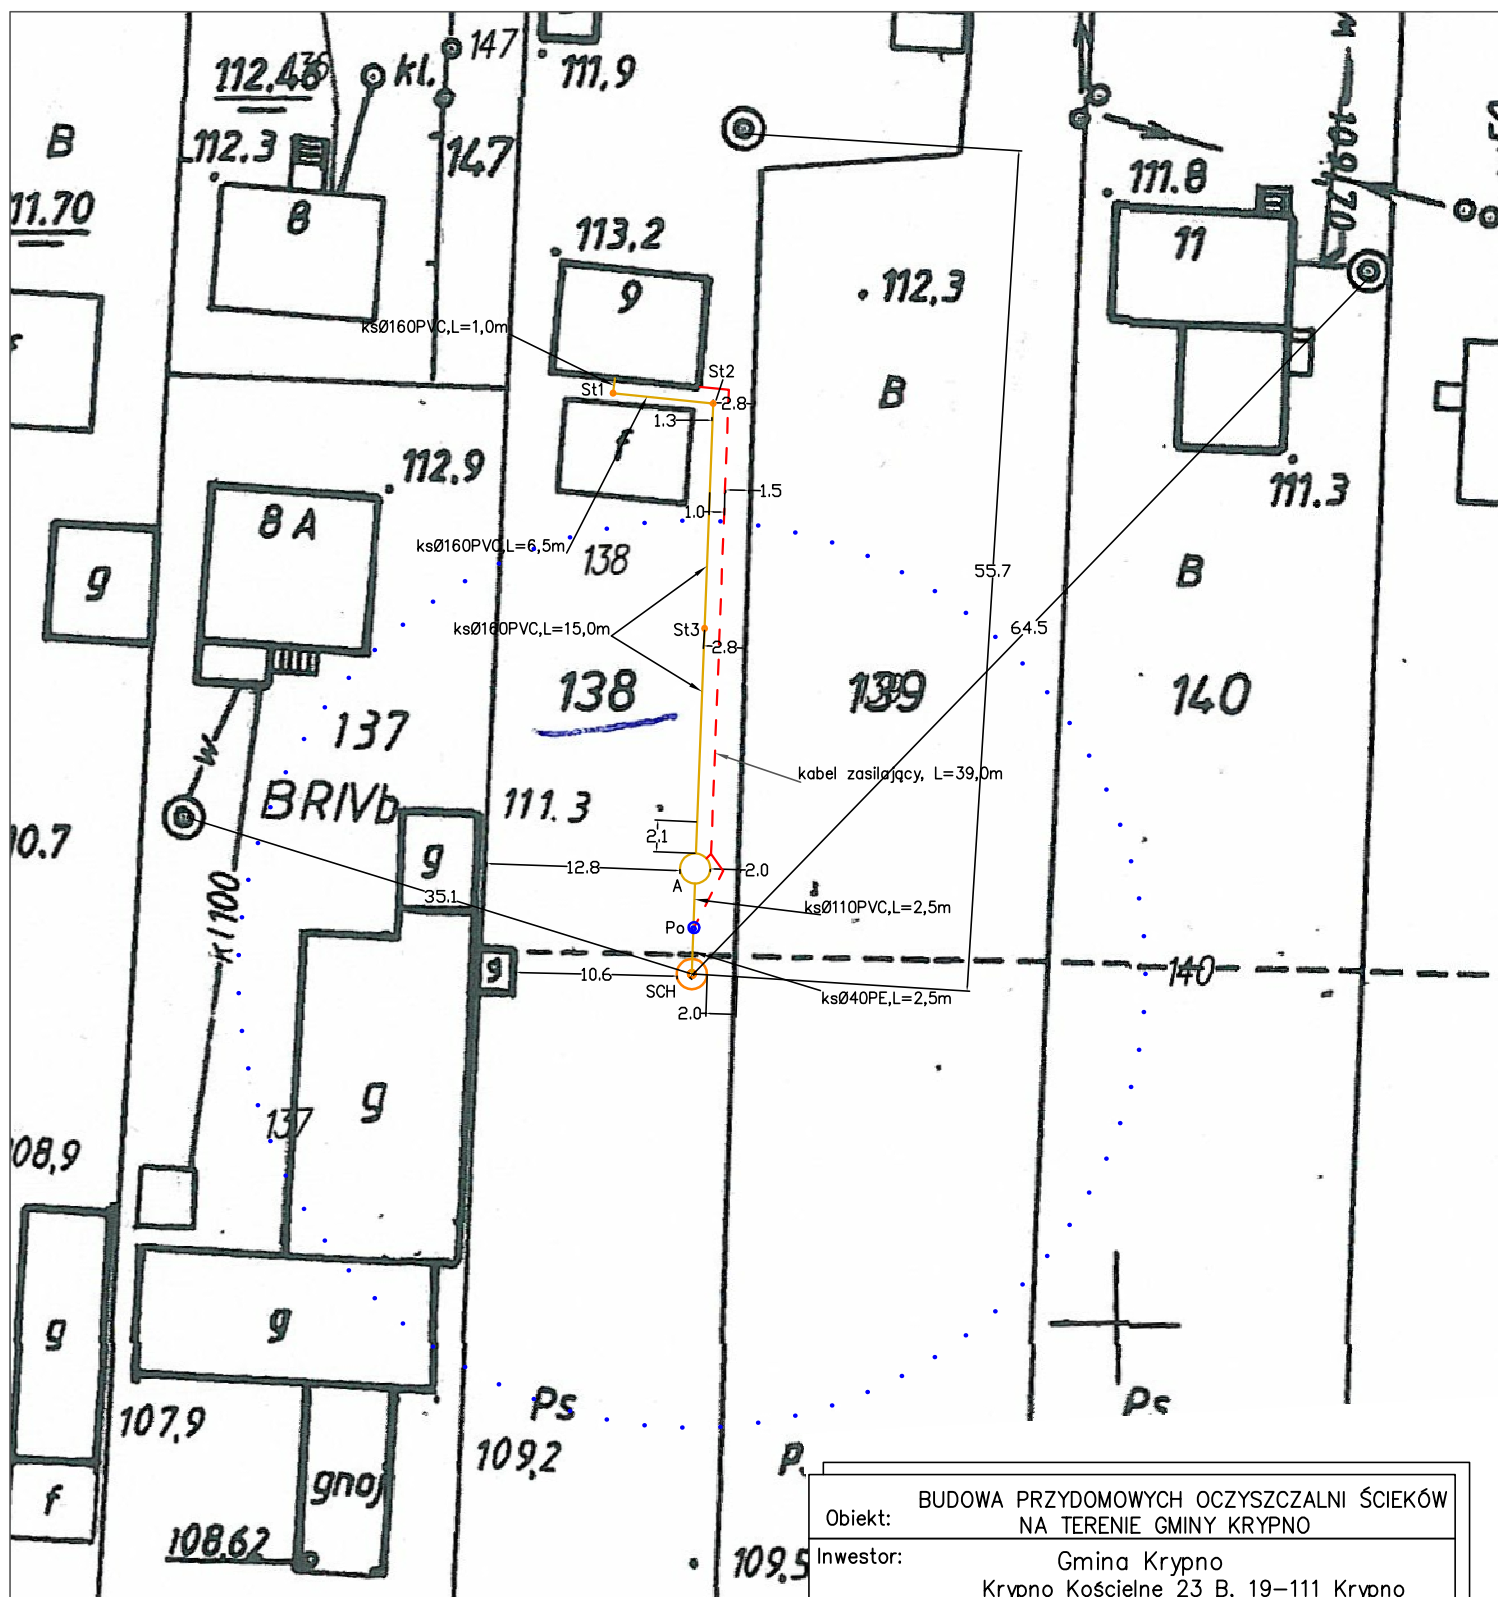 147
kl.
112.3
111,9
B
147
109,70
111.8
11.70
8
113,2
11
9
112,3
ksØ160PVC,L=1,0m
St2
St1
2.8
B
1.3
f
112.9
1.5
111.3
8 A
1.0
ksØ160PVC,L=6,5m
138
g
55.7
B
ksØ160PVC,L=15,0m
St3
64.5
2.8
138
139
140
137
w
kabel zasilający, L=39,0m
BRIVb
111.3
10.7
2.1
g
12.8
2.0
A
35.1
ksØ110PVC,L=2,5m
k1100
Po
g
10.6
140
SCH
ksØ40PE,L=2,5m
2.0
g
137
08,9
g
g
Ps
Ps
107,9
109,2
P.
f
gnoj
108.62
109.5
BUDOWA PRZYDOMOWYCH OCZYSZCZALNI ŚCIEKÓW
Obiekt:
NA TERENIE GMINY KRYPNO
Inwestor:
Gmina Krypno
Krypno Kościelne 23 B, 19-111 Krypno